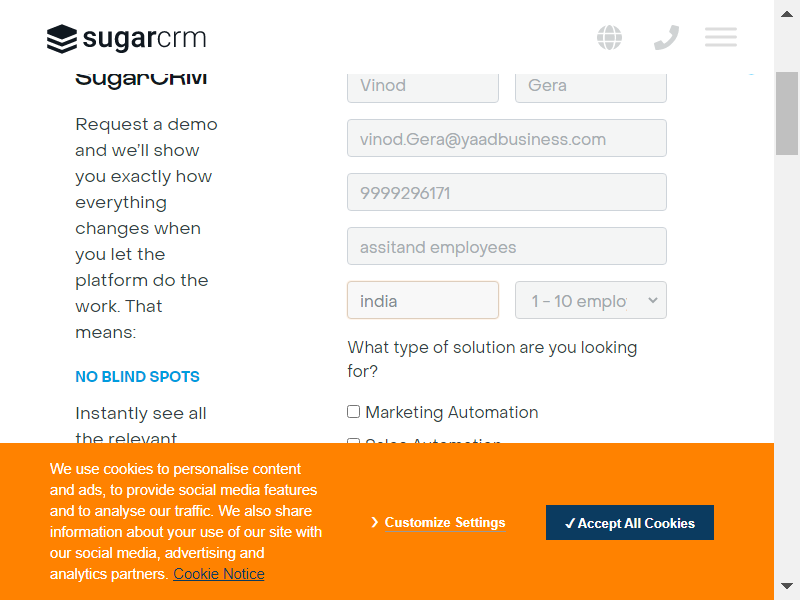 sugarcrm
SugarCRM
Request a demo
and we'll show
you exactly how
everything
changes when
you let the
platform do the
work. That
means:
NO BLIND SPOTS
Instantly see all
the relevant
Vinod
Gera
vinod.Gera@yaadbusiness.com
9999296171
assitand employees
india
1 - 10 emplo
What type of solution are you looking
for?
Marketing Automation
Sales Automation
We use cookies to personalise content
and ads, to provide social media features
and to analyse our traffic. We also share
information about your use of our site with
our social media, advertising and
analytics partners. Cookie Notice
Customize Settings
✓Accept All Cookies